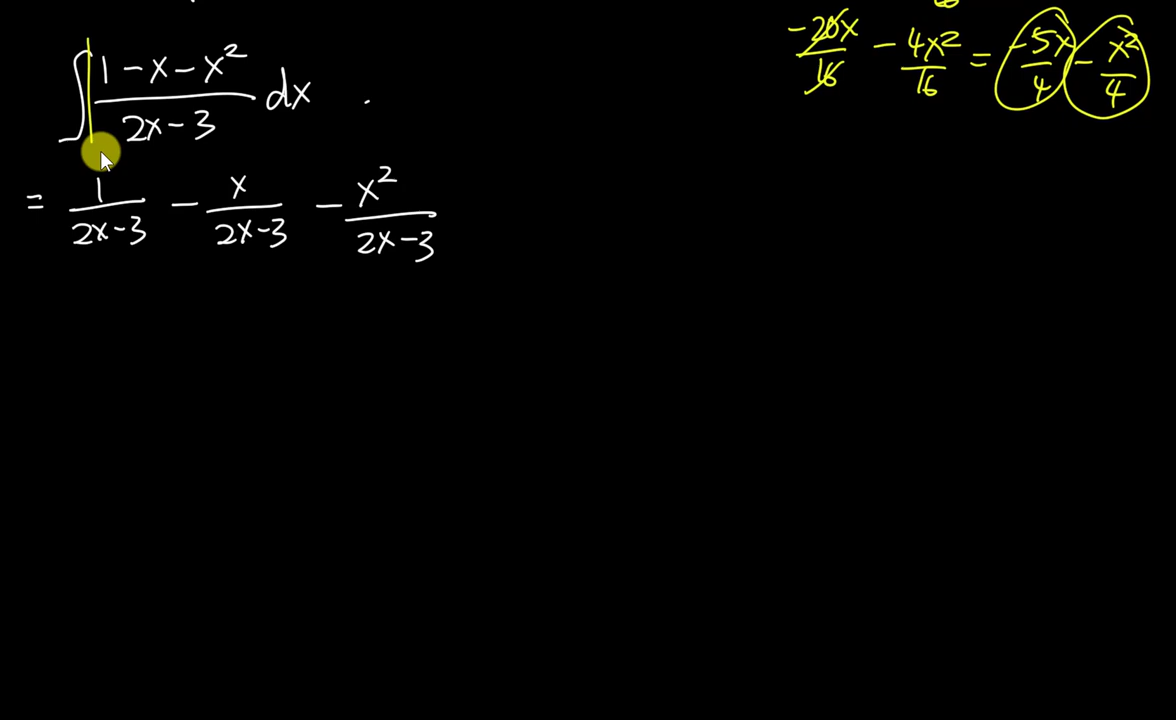 ∫ (1 - x - x²)/(2x - 3) dx .
= 1/(2x - 3) - x/(2x - 3) - x²/(2x - 3)
-20x/16 - 4x²/16 = -5x/4 - x²/4